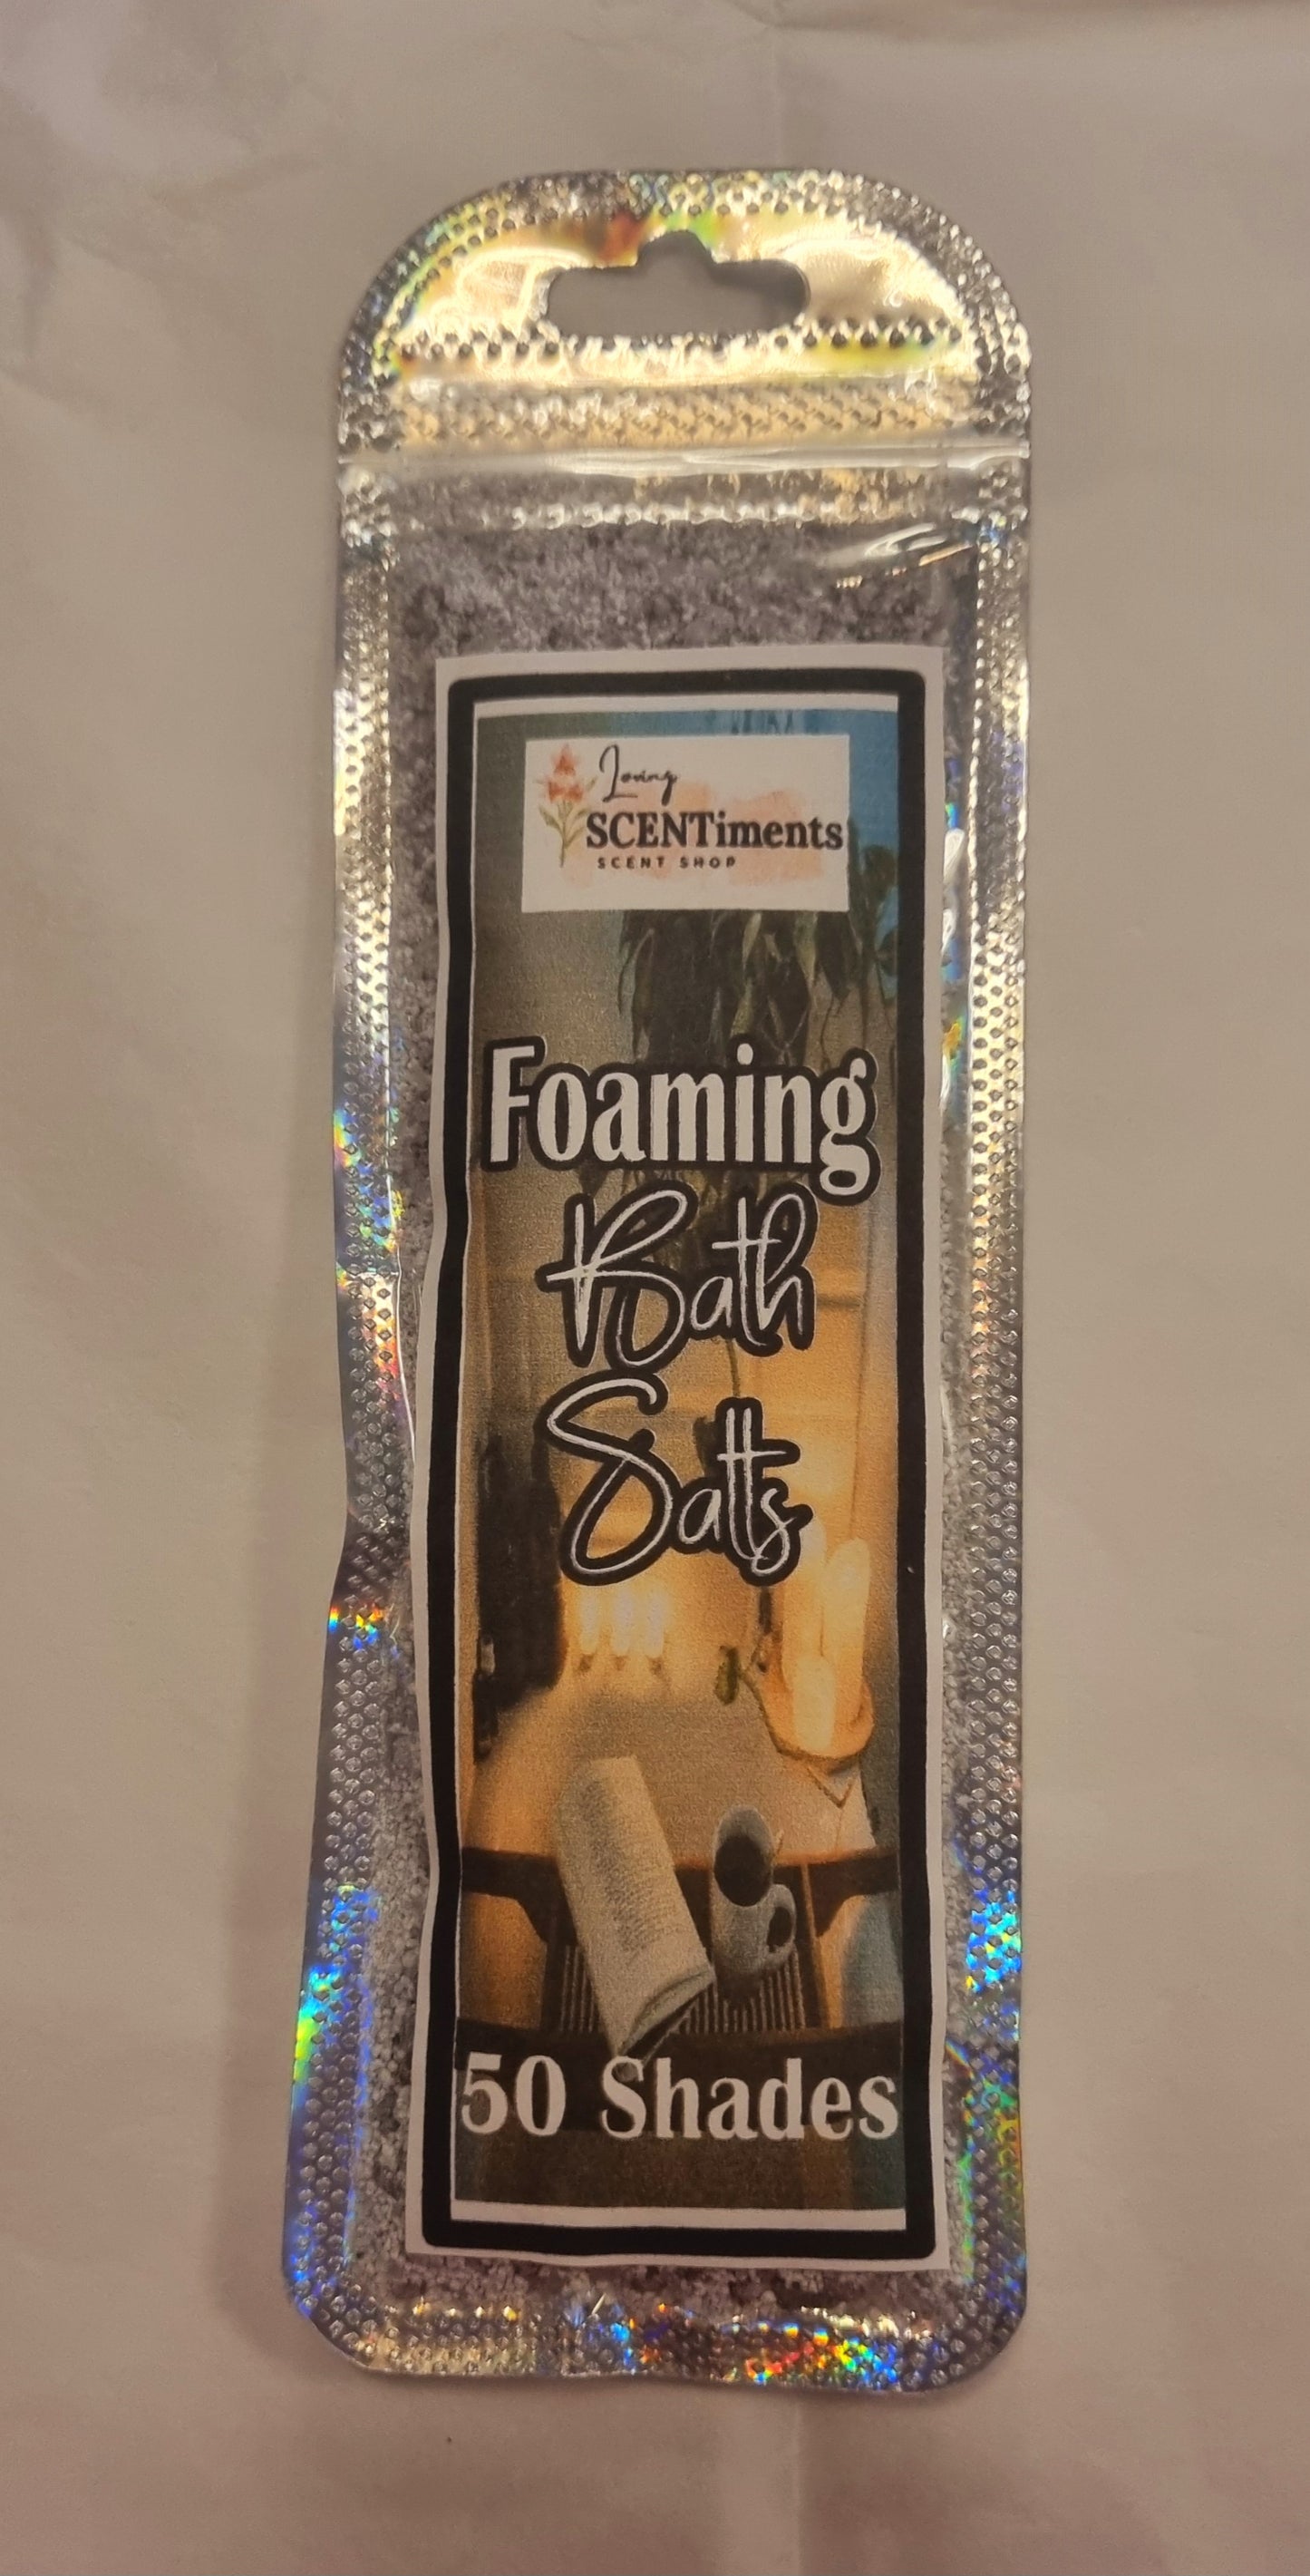 Loving
SCENTiments
SCENT SHOP
Foaming
Bath
Salts
50 Shades